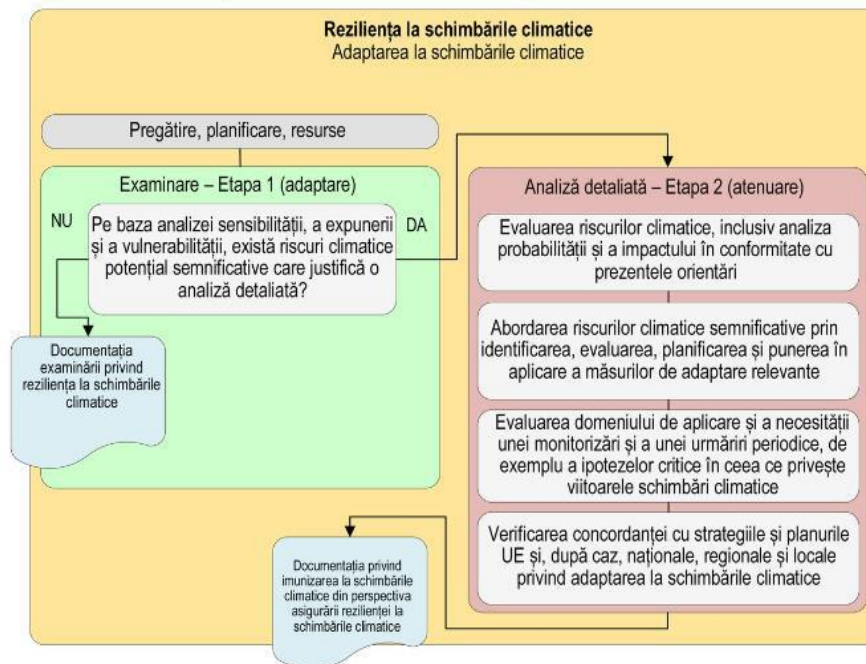 Reziliența la schimbările climatice
Adaptarea la schimbările climatice
Pregătire, planificare, resurse
Examinare – Etapa 1 (adaptare)
NU
Pe baza analizei sensibilității, a expunerii
și a vulnerabilității, există riscuri climatice
potențial semnificative care justifică o
analiză detaliată?
DA
Documentația
examinării privind
reziliența la schimbările
climatice
Analiză detaliată – Etapa 2 (atenuare)
Evaluarea riscurilor climatice, inclusiv analiza
probabilității și a impactului în conformitate cu
prezentele orientări
Abordarea riscurilor climatice semnificative prin
identificarea, evaluarea, planificarea și punerea în
aplicare a măsurilor de adaptare relevante
Evaluarea domeniului de aplicare și a necesității
unei monitorizări și a unei urmăriri periodice, de
exemplu a ipotezelor critice în ceea ce privește
viitoarele schimbări climatice
Verificarea concordanței cu strategiile și planurile
UE și, după caz, naționale, regionale și locale
privind adaptarea la schimbările climatice
Documentația privind
imunizarea la schimbările
climatice din perspectiva
asigurării rezilienței la
schimbările climatice